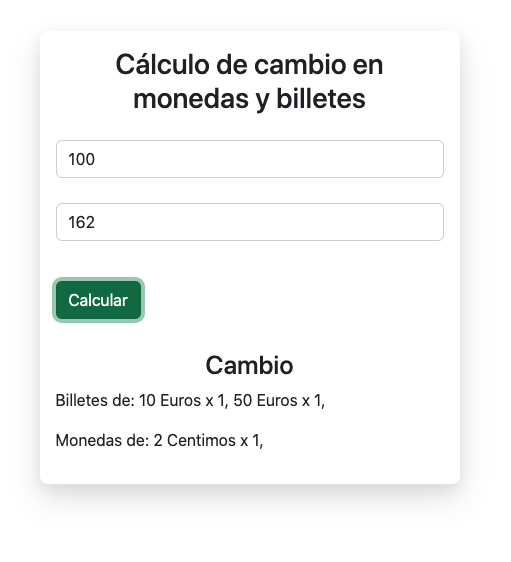 Cálculo de cambio en
monedas y billetes
100
162
Calcular
Cambio
Billetes de: 10 Euros x 1, 50 Euros x 1,
Monedas de: 2 Centimos x 1,